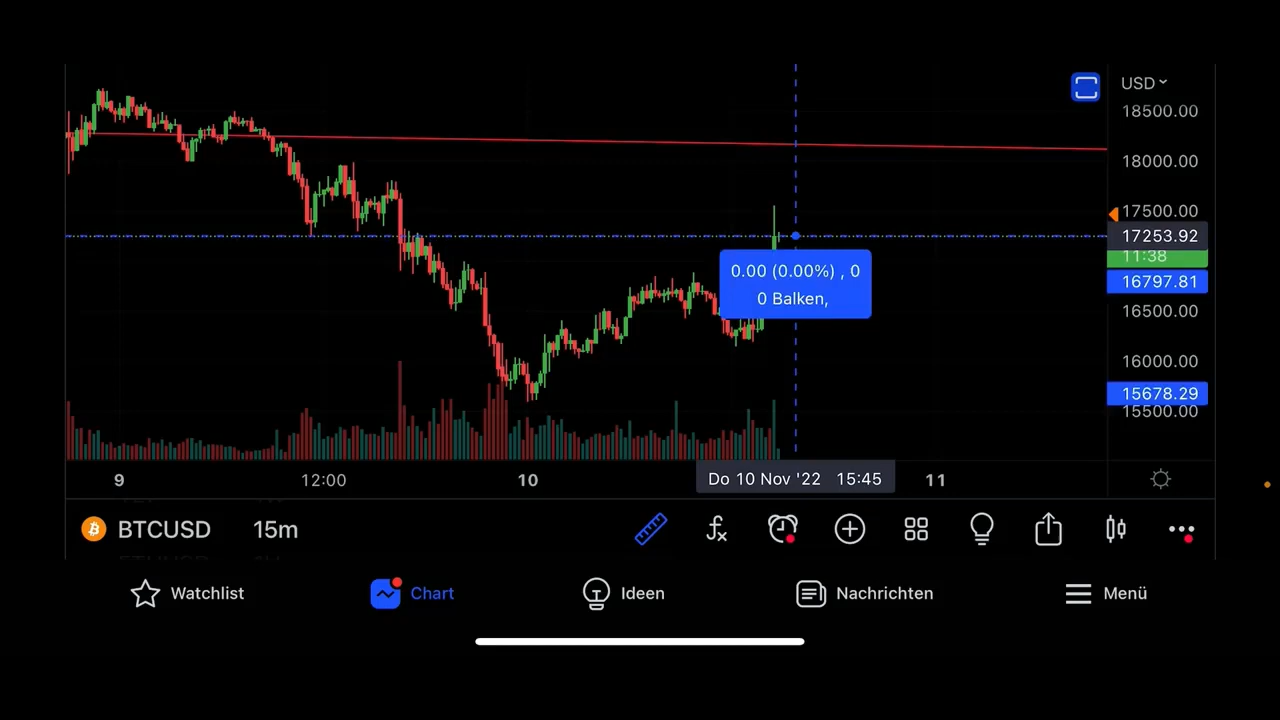 USD
18500.00
18000.00
17500.00
17253.92
11:38
16797.81
16500.00
16000.00
15678.29
15500.00
0.00 (0.00%) , 0
0 Balken,
9
12:00
10
Do 10 Nov '22 15:45
11
BTCUSD 15m
Watchlist
Chart
Ideen
Nachrichten
Menü